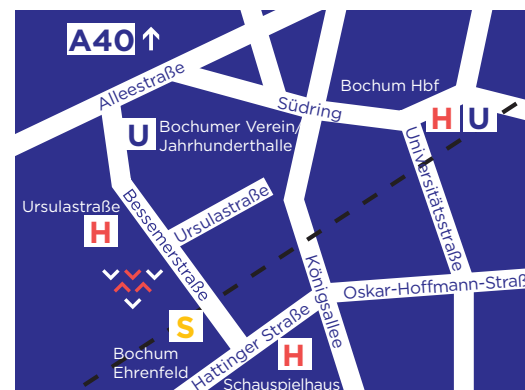 A40 ↑
Alleestraße
Südring
Bochum Hbf
H U
U
Bochumer Verein/
Jahrhunderthalle
Universitätsstraße
Ursulastraße
H
Bessemerstraße
Ursulastraße
Königsallee
Oskar-Hoffmann-Straß
S
Bochum
Ehrenfeld
Hattinger Straße
H
Schauspielhaus